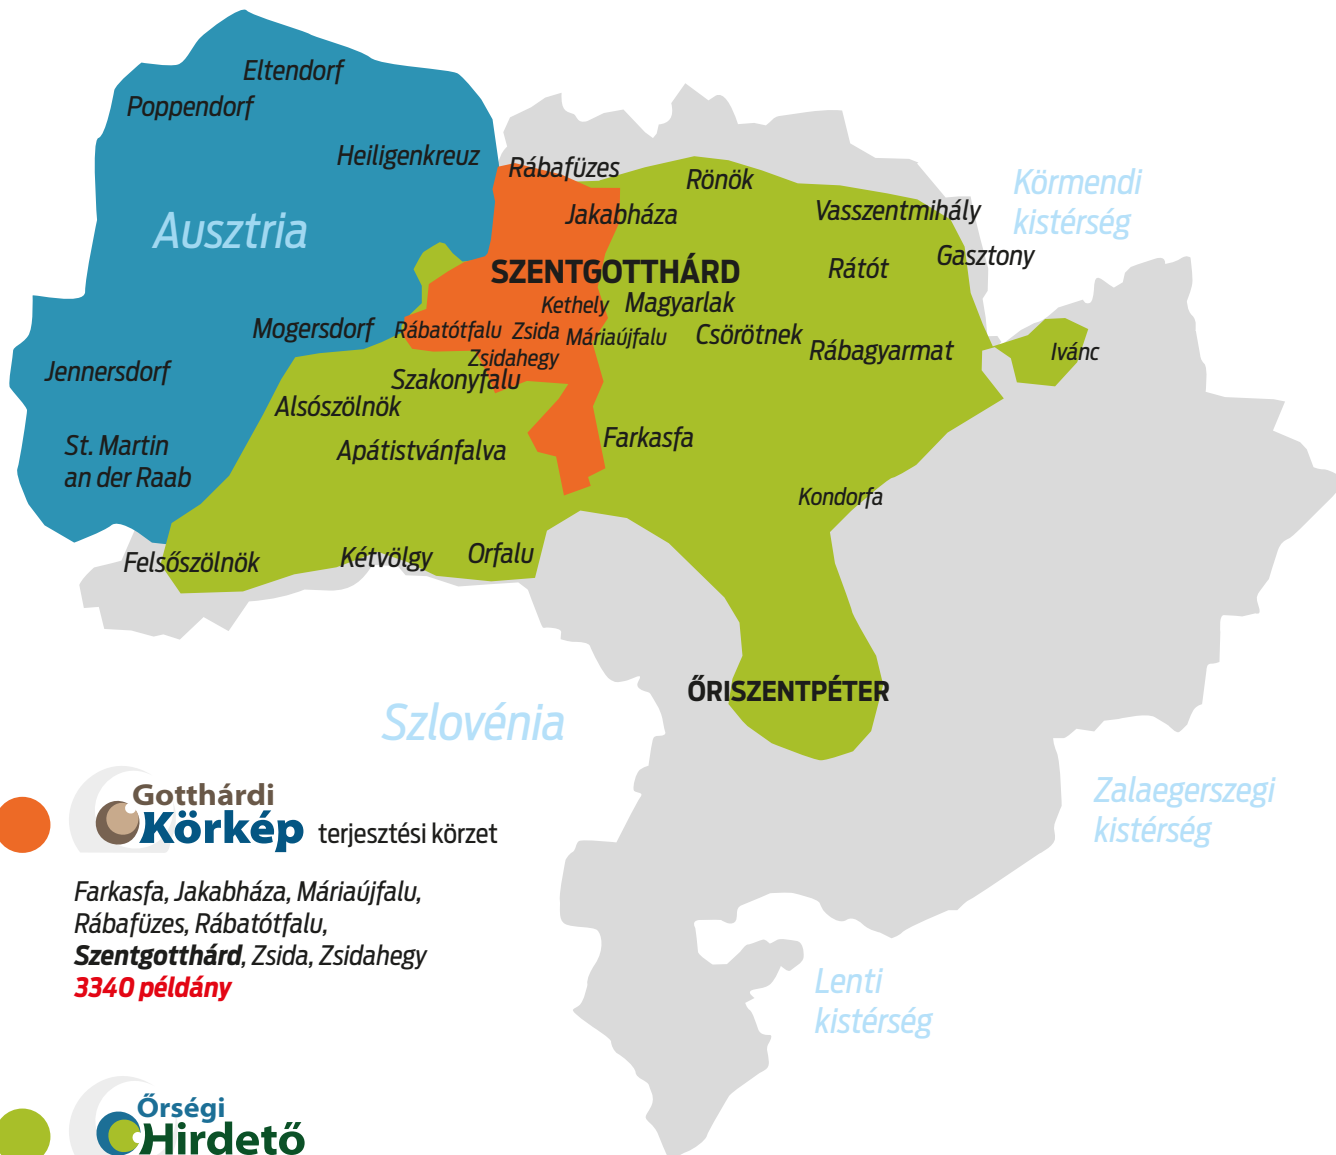 Eltendorf
Poppendorf
Heiligenkreuz
Rábafüzes
Rönök
Körmendi
kistérség
Jakabháza
Vasszentmihály
Ausztria
Gasztony
SZENTGOTTHÁRD
Rátót
Kethely
Magyarlak
Mogersdorf
Rábatótfalu
Zsida
Máriaújfalu
Csörötnek
Rábagyarmat
Ivánc
Zsidahegy
Jennersdorf
Szakonyfalu
Alsószölnök
St. Martin
an der Raab
Apátistvánfalva
Farkasfa
Kondorfa
Felsőszölnök
Kétvölgy
Orfalu
ŐRISZENTPÉTER
Szlovénia
Zalaegerszegi
kistérség
Gotthárdi
Körkép terjesztési körzet
Farkasfa, Jakabháza, Máriaújfalu,
Rábafüzes, Rábatótfalu,
Szentgotthárd, Zsida, Zsidahegy
3340 példány
Lenti
kistérség
Őrségi
Hirdető